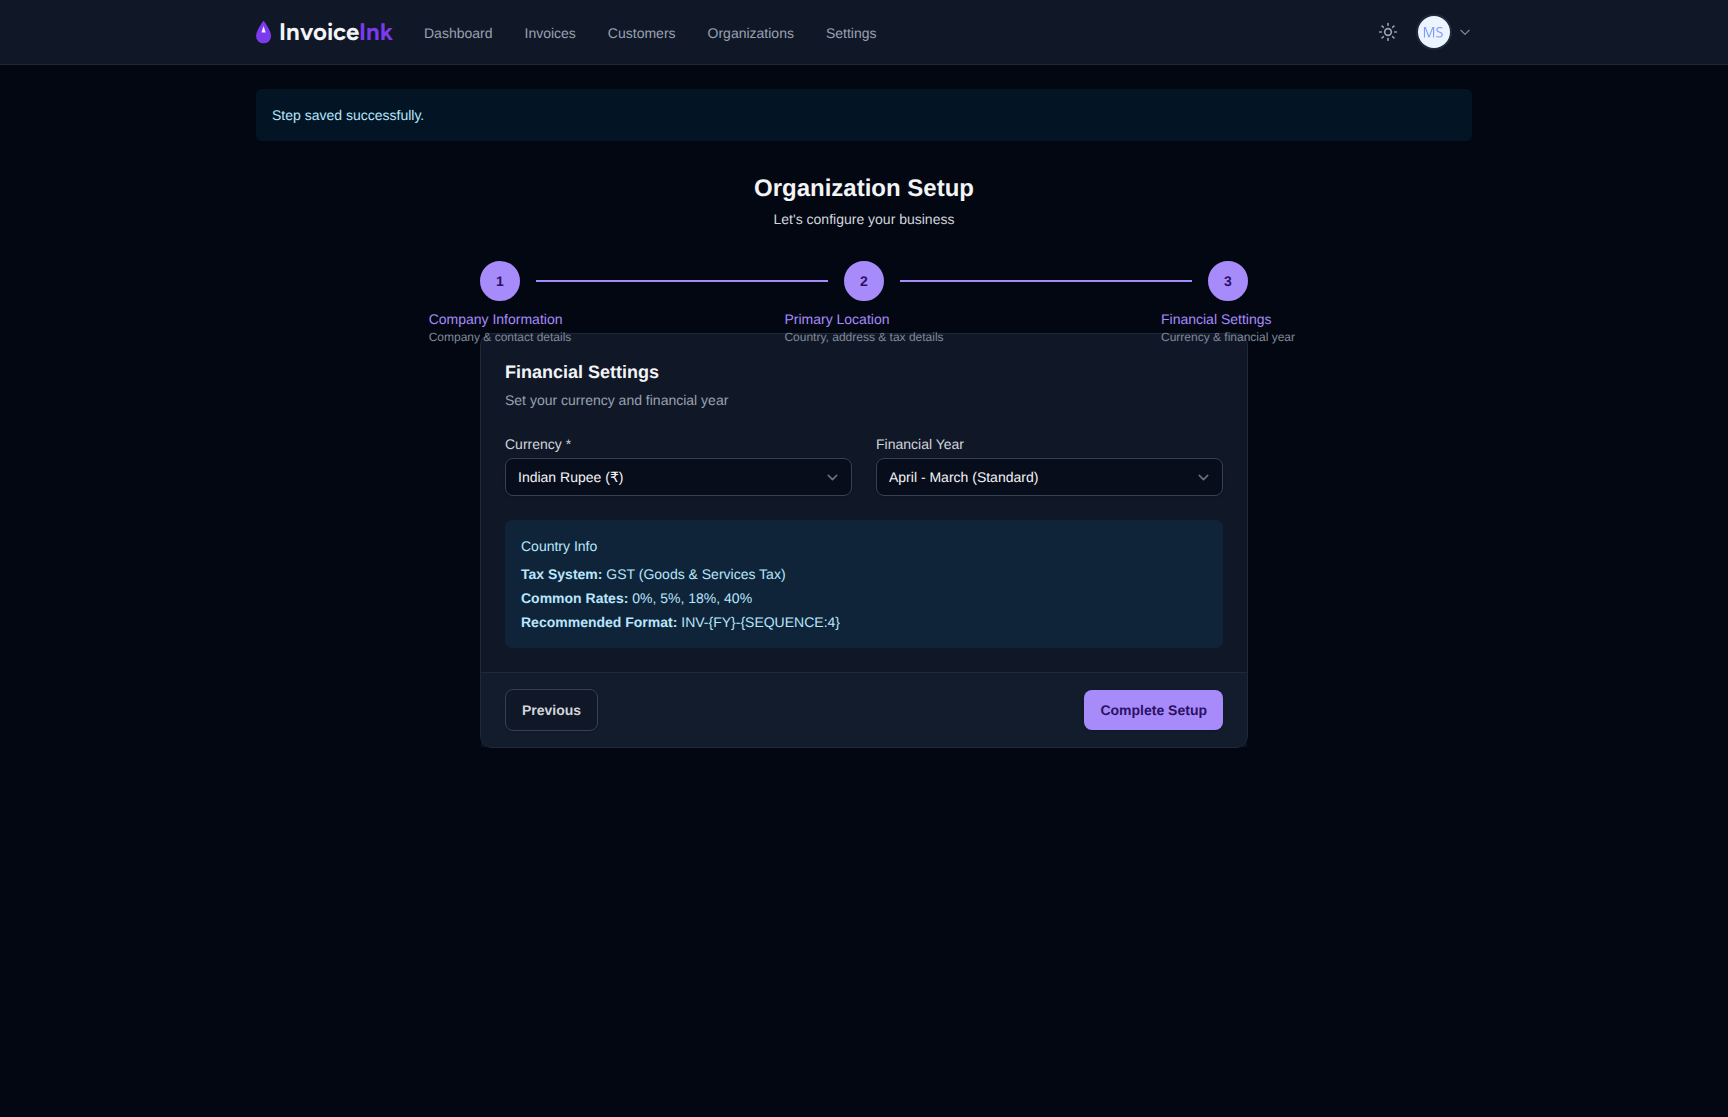 InvoiceInk Dashboard Invoices Customers Organizations Settings MS
Step saved successfully.
Organization Setup
Let's configure your business
1 2 3
Company Information Primary Location Financial Settings
Company & contact details Country, address & tax details Currency & financial year
Financial Settings
Set your currency and financial year
Currency * Financial Year
Indian Rupee (₹) April - March (Standard)
Country Info
Tax System: GST (Goods & Services Tax)
Common Rates: 0%, 5%, 18%, 40%
Recommended Format: INV-{FY}-{SEQUENCE:4}
Previous Complete Setup